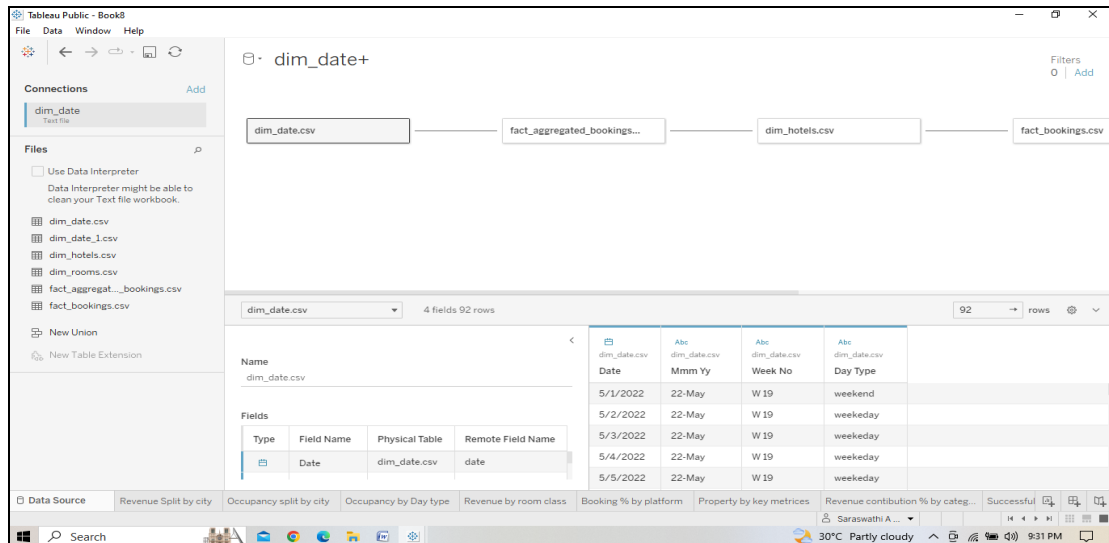 Tableau Public - Book8
File Data Window Help
dim_date+
Filters
0 | Add
Connections Add
dim_date
Text file
dim_date.csv fact_aggregated_bookings... dim_hotels.csv fact_bookings.csv
Files
Use Data Interpreter
Data Interpreter might be able to
clean your Text file workbook.
dim_date.csv
dim_date_1.csv
dim_hotels.csv
dim_rooms.csv
fact_aggregat..._bookings.csv
fact_bookings.csv
New Union
New Table Extension
dim_date.csv 4 fields 92 rows 92 → rows
Name
dim_date.csv
Fields
Type Field Name Physical Table Remote Field Name
Date dim_date.csv date
Abc Abc Abc
dim_date.csv dim_date.csv dim_date.csv dim_date.csv
Date Mmm Yy Week No Day Type
5/1/2022 22-May W 19 weekend
5/2/2022 22-May W 19 weekeday
5/3/2022 22-May W 19 weekeday
5/4/2022 22-May W 19 weekeday
5/5/2022 22-May W 19 weekeday
Data Source Revenue Split by city Occupancy split by city Occupancy by Day type Revenue by room class Booking % by platform Property by key metrices Revenue contibution % by categ... Successful
Saraswathi A ...
Search 30°C Partly cloudy 9:31 PM